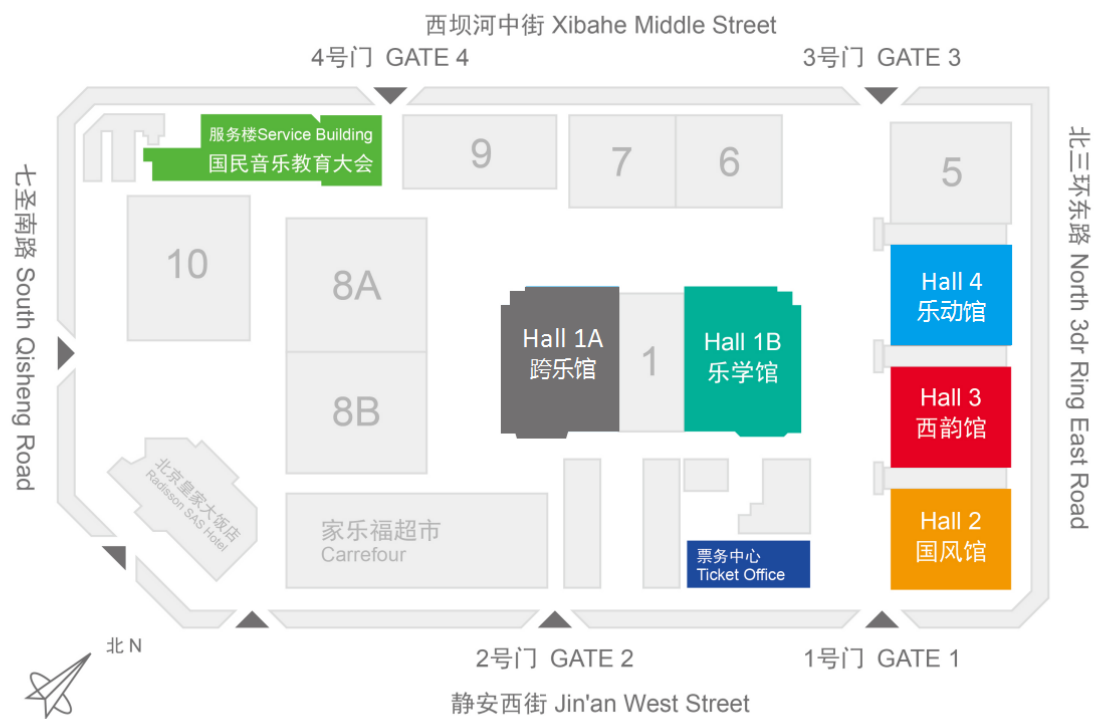 西坝河中街 Xibahe Middle Street
4号门 GATE 4
3号门 GATE 3
服务楼Service Building
国民音乐教育大会
9
7
6
5
七圣南路 South Qisheng Road
北三环东路 North 3dr Ring East Road
10
8A
8B
Hall 1A
跨乐馆
1
Hall 1B
乐学馆
Hall 4
乐动馆
Hall 3
西韵馆
Hall 2
国风馆
北京皇家大饭店
Radisson SAS Hotel
家乐福超市
Carrefour
票务中心
Ticket Office
北 N
2号门 GATE 2
1号门 GATE 1
静安西街 Jin'an West Street